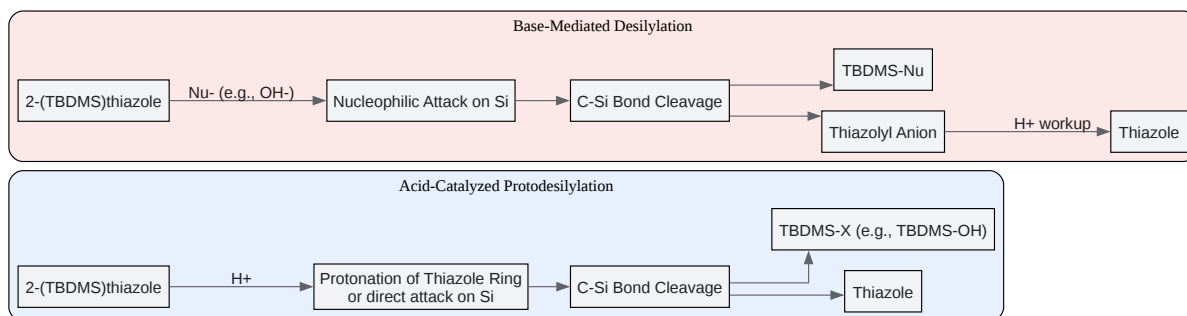 Base-Mediated Desilylation
TBDMS-Nu
2-(TBDMS)thiazole
Nu- (e.g., OH-)
Nucleophilic Attack on Si
C-Si Bond Cleavage
Thiazolyl Anion
H+ workup
Thiazole
Acid-Catalyzed Protodesilylation
TBDMS-X (e.g., TBDMS-OH)
2-(TBDMS)thiazole
H+
Protonation of Thiazole Ring
or direct attack on Si
C-Si Bond Cleavage
Thiazole